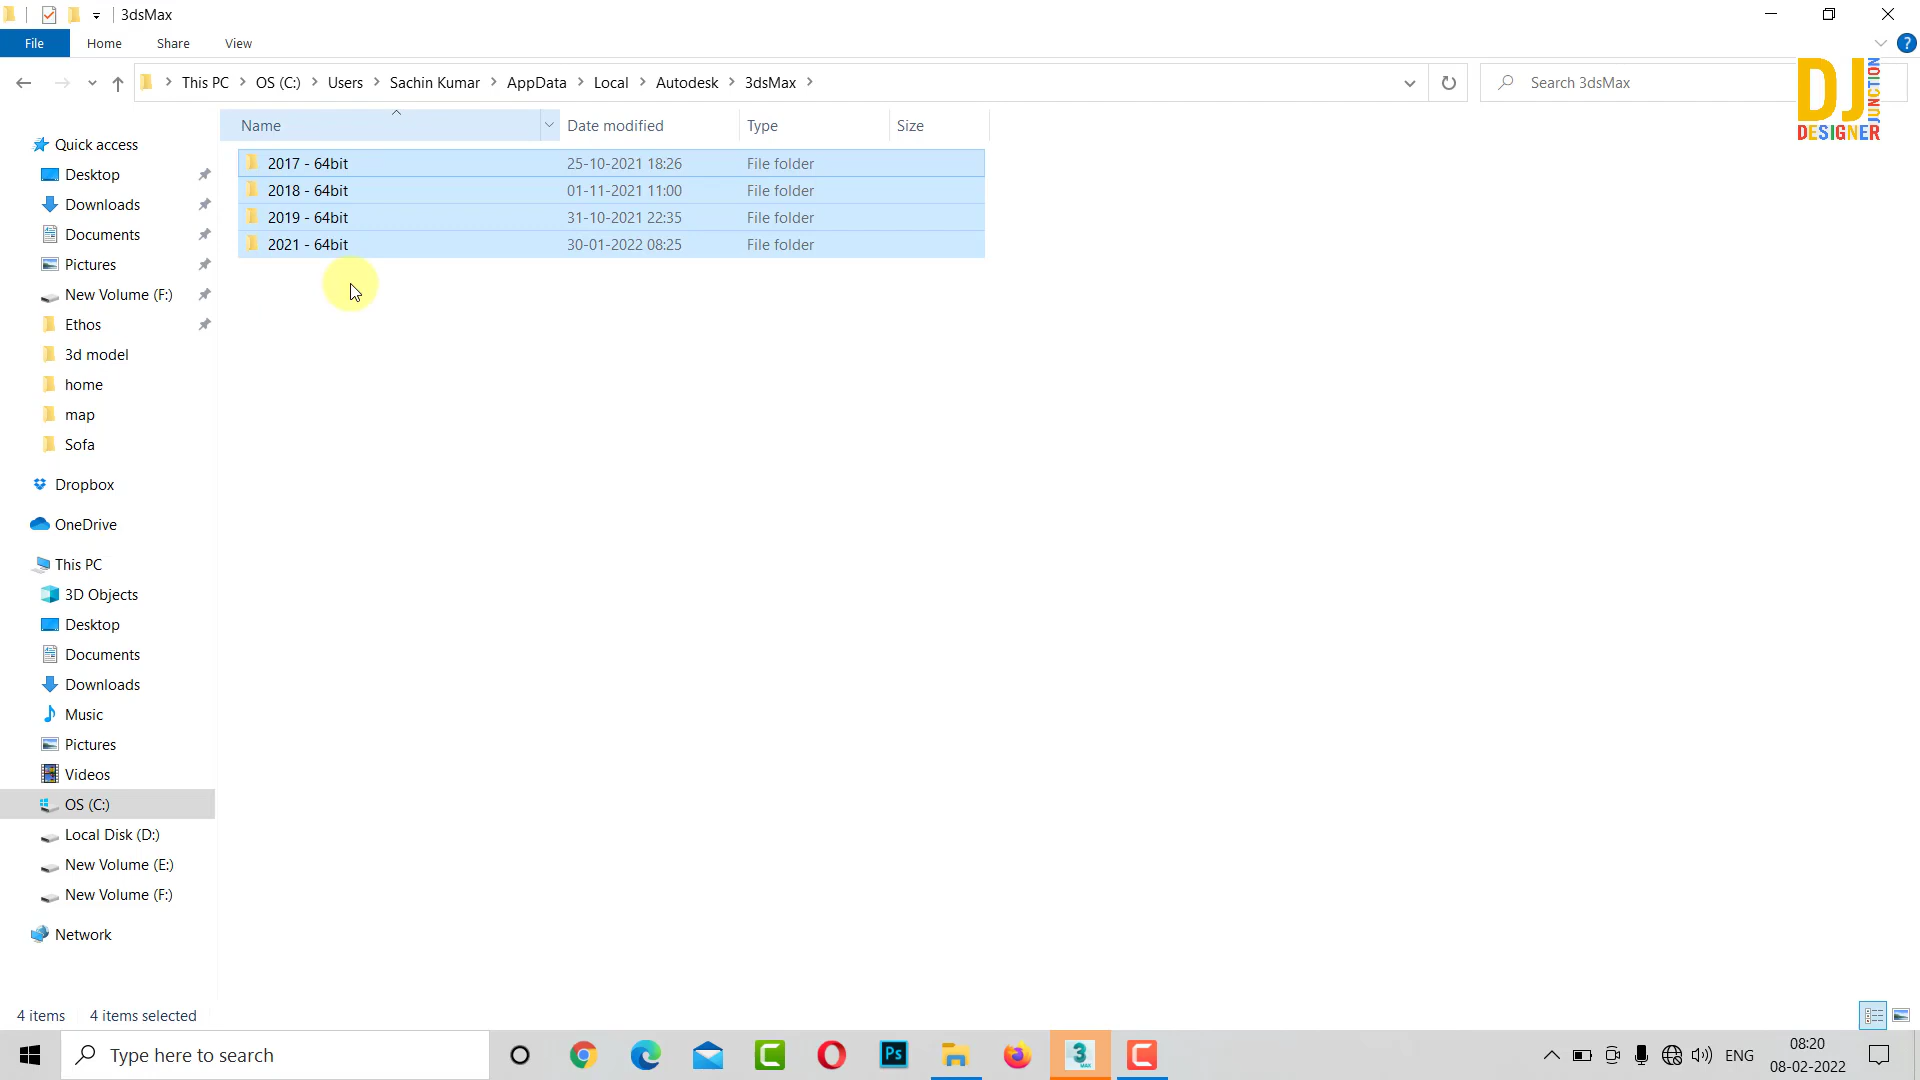 3dsMax
File Home Share View
This PC OS (C:) Users Sachin Kumar AppData Local Autodesk 3dsMax
Search 3dsMax
DJ
JUNCTION
DESIGNER
Name Date modified Type Size
2017 - 64bit 25-10-2021 18:26 File folder
2018 - 64bit 01-11-2021 11:00 File folder
2019 - 64bit 31-10-2021 22:35 File folder
2021 - 64bit 30-01-2022 08:25 File folder
Quick access
Desktop
Downloads
Documents
Pictures
New Volume (F:)
Ethos
3d model
home
map
Sofa
Dropbox
OneDrive
This PC
3D Objects
Desktop
Documents
Downloads
Music
Pictures
Videos
OS (C:)
Local Disk (D:)
New Volume (E:)
New Volume (F:)
Network
4 items 4 items selected
Type here to search
Ps
3
MAX
ENG
08:20
08-02-2022